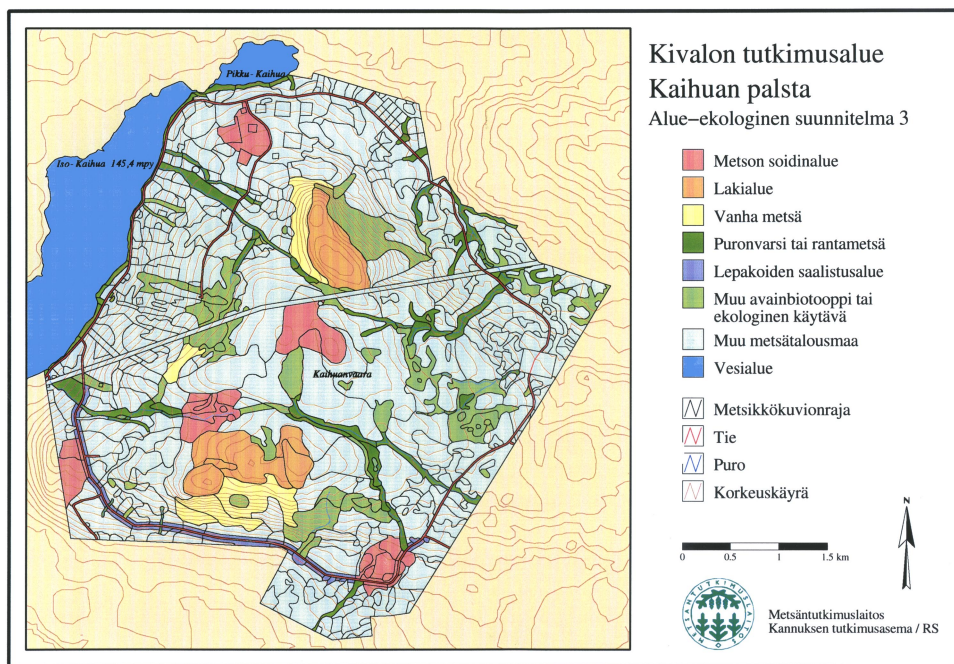 Kivalon tutkimusalue
Kaihuan palsta
Alue-ekologinen suunnitelma 3
Pikku-Kaihua
Iso-Kaihua 145,4 mpy
Kaihuanvaara
Metson soidinalue
Lakialue
Vanha metsä
Puronvarsi tai rantametsä
Lepakoiden saalistusalue
Muu avainbiotooppi tai
ekologinen käytävä
Muu metsätalousmaa
Vesialue
Metsikkökuvionraja
Tie
Puro
Korkeuskäyrä
N
0 0.5 1 1.5 km
METSÄNTUTKIMUSLAITOS
Metsäntutkimuslaitos
Kannuksen tutkimusasema / RS